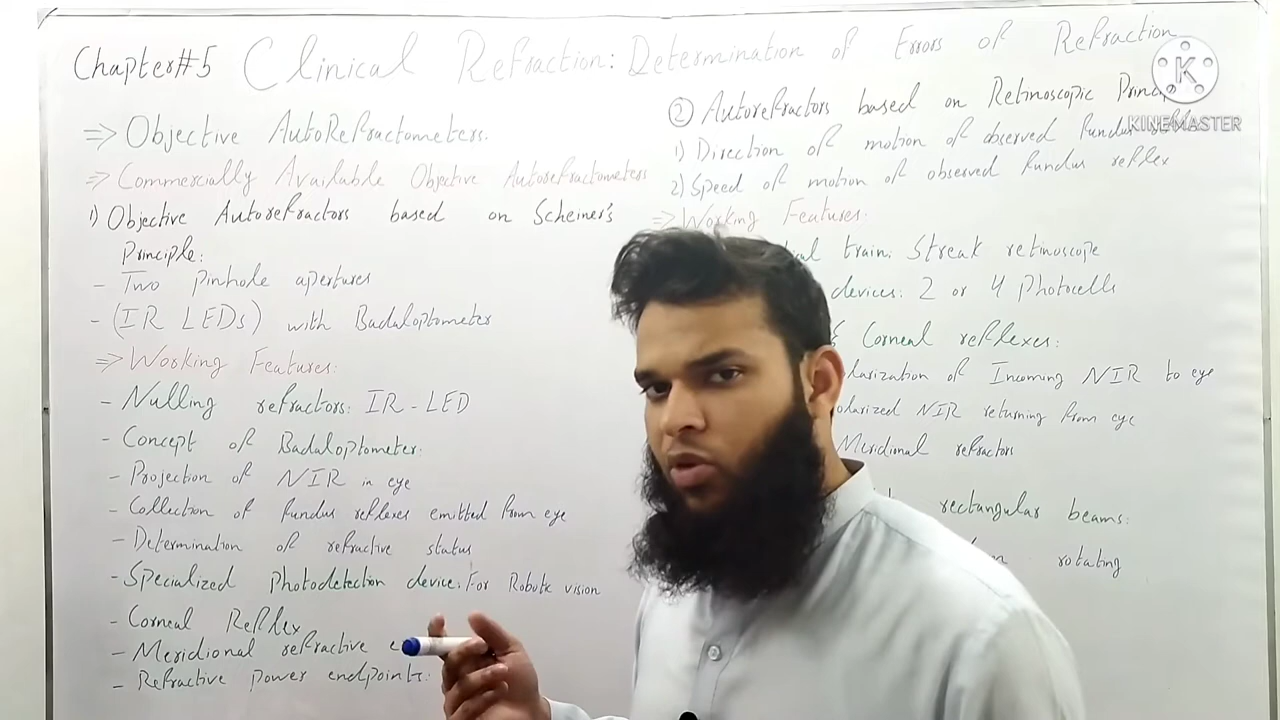 Chapter#5 Clinical Refraction: Determination of Errors of Refraction
⇒ Objective AutoRefractometers.
⇒ Commercially Available Objective Autorefractometers
1) Objective Autorefractors based on Scheiner's
Principle:
- Two pinhole apertures
- (IR LEDs) with Badaloptometer
⇒ Working Features:
- Nulling refractors: IR-LED
- Concept of Badaloptometer:
- Projection of NIR in eye
- Collection of fundus reflexes emitted from eye
- Determination of refractive status
- Specialized photodetection device: For Robotic vision
- Corneal Reflex
- Meridional refractive
- Refractive power endpoints:
② Autorefractors based on Retinoscopic
1) Direction of motion of observed fundus
2) Speed of motion of observed fundus reflex
⇒ Working Features:
train: Streak retinoscope
devices: 2 or 4 Photocells
Corneal reflexes:
of Incoming NIR to eye
NIR returning from eye
Meridional refractors
rectangular beams:
rotating
K
KINEMASTER